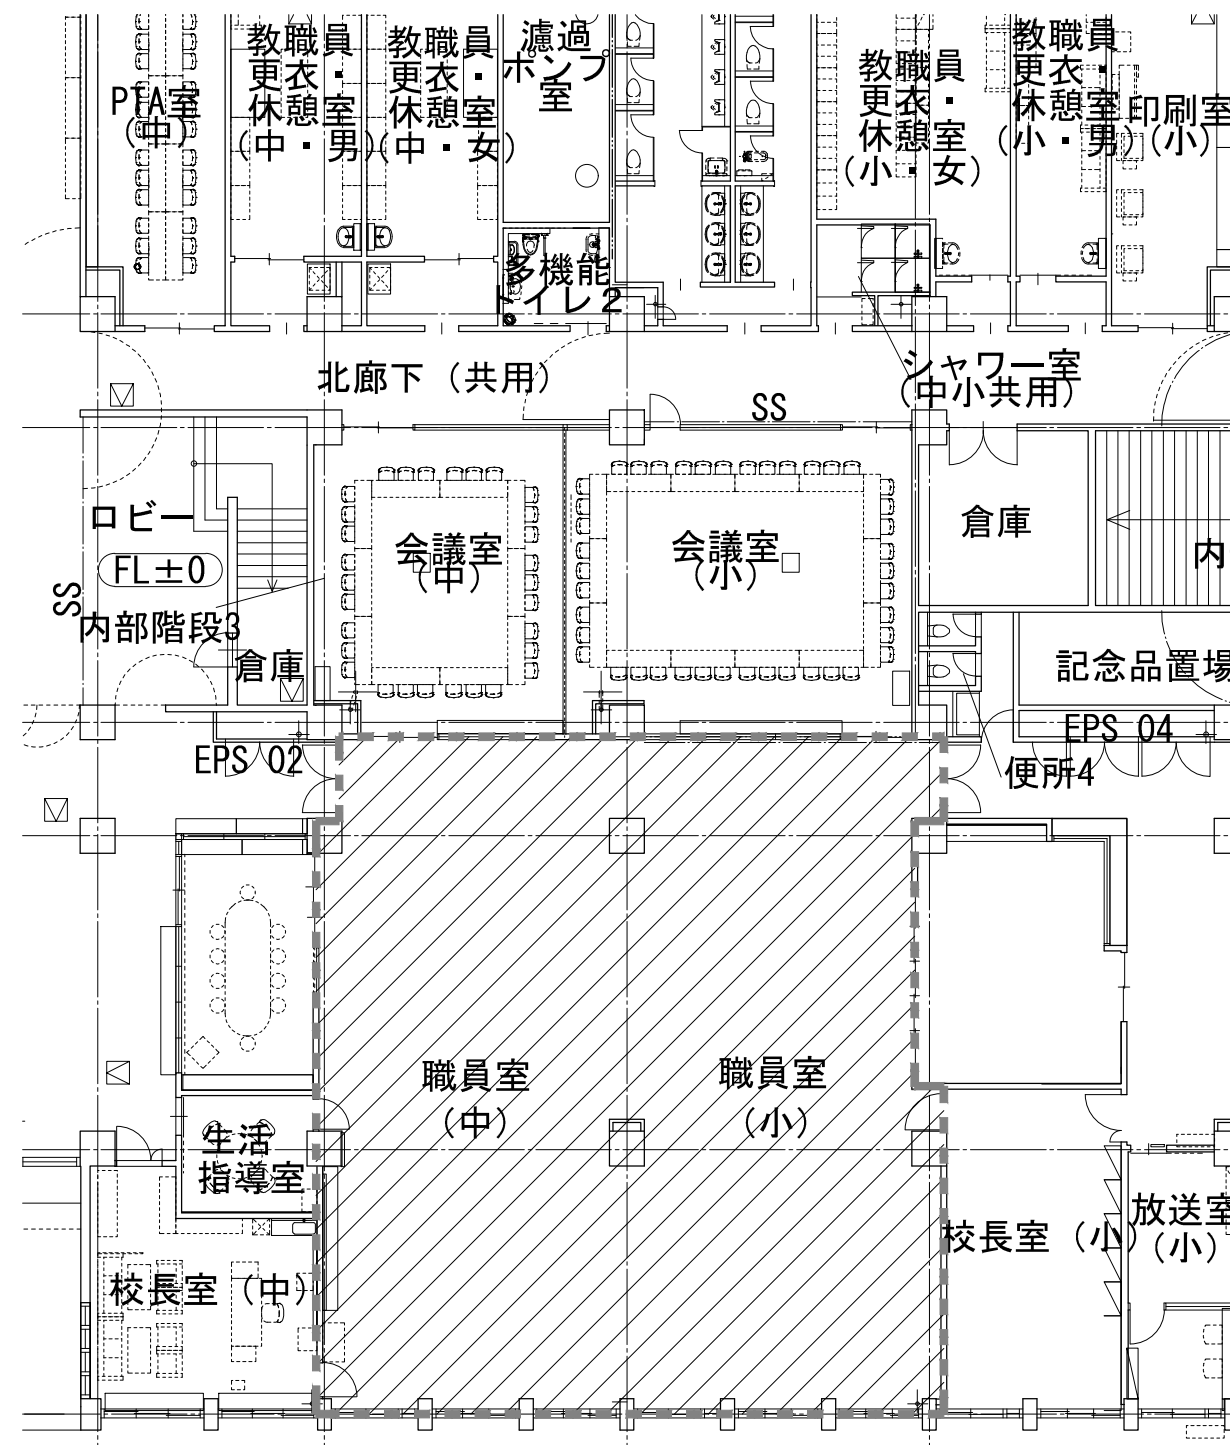 PTA室
（中）
教職員
更衣・
休憩室
（中・男）
教職員
更衣・
休憩室
（中・女）
濾過
ポンプ
室
教職員
更衣・
休憩室
（小・女）
教職員
更衣・
休憩室
（小・男）
印刷室
（小）
多機能
トイレ2
北廊下（共用）
シャワー室
（中小共用）
SS
ロビー
FL±0
SS
内部階段3
倉庫
会議室
（中）
会議室
（小）
倉庫
内
記念品置場
EPS 02
EPS 04
便所4
職員室
（中）
職員室
（小）
生活
指導室
校長室（中）
校長室（小）
放送室
（小）